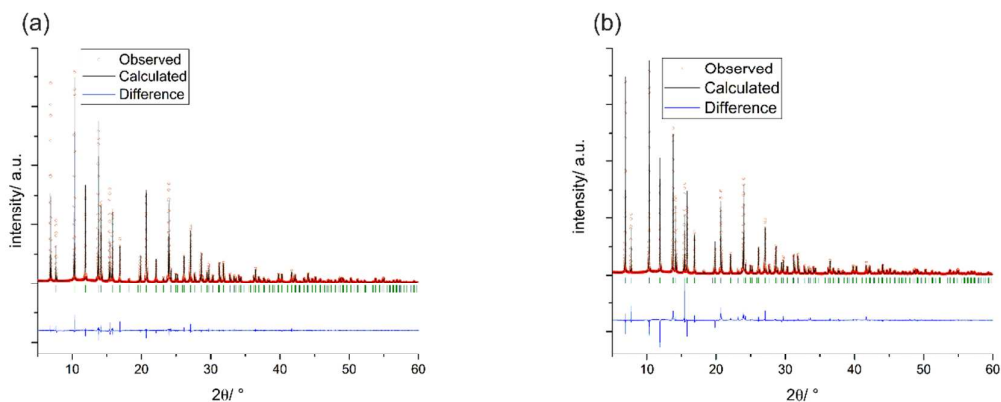 (a)
Observed
Calculated
Difference
intensity/ a.u.
10 20 30 40 50 60
2θ/ °
(b)
Observed
Calculated
Difference
intensity/ a.u.
10 20 30 40 50 60
2θ/ °